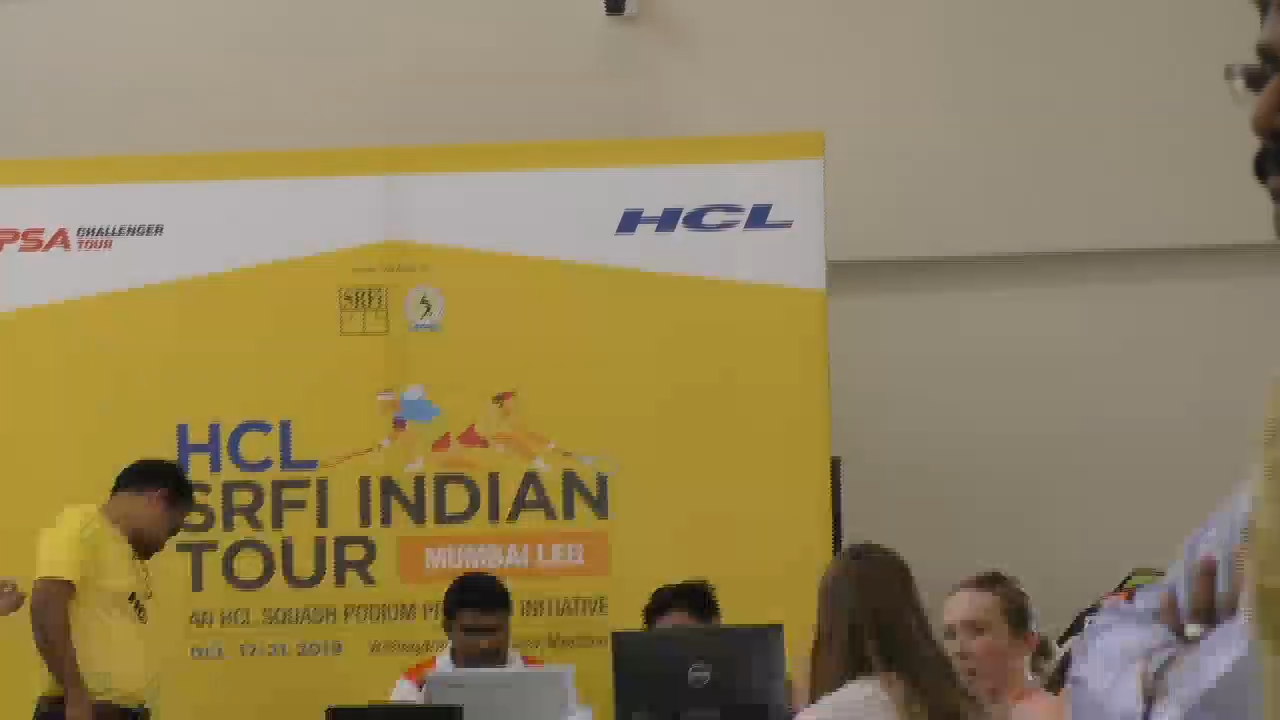 PSA CHALLENGER
TOUR
HCL
SRFI
HCL
SRFI INDIAN
TOUR MUMBAI LEG
AN HCL SQUASH PODIUM INITIATIVE
17-21, 2019